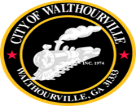 CITY OF WALTHOURVILLE
INC. 1974
WALTHOURVILLE, GA 31333